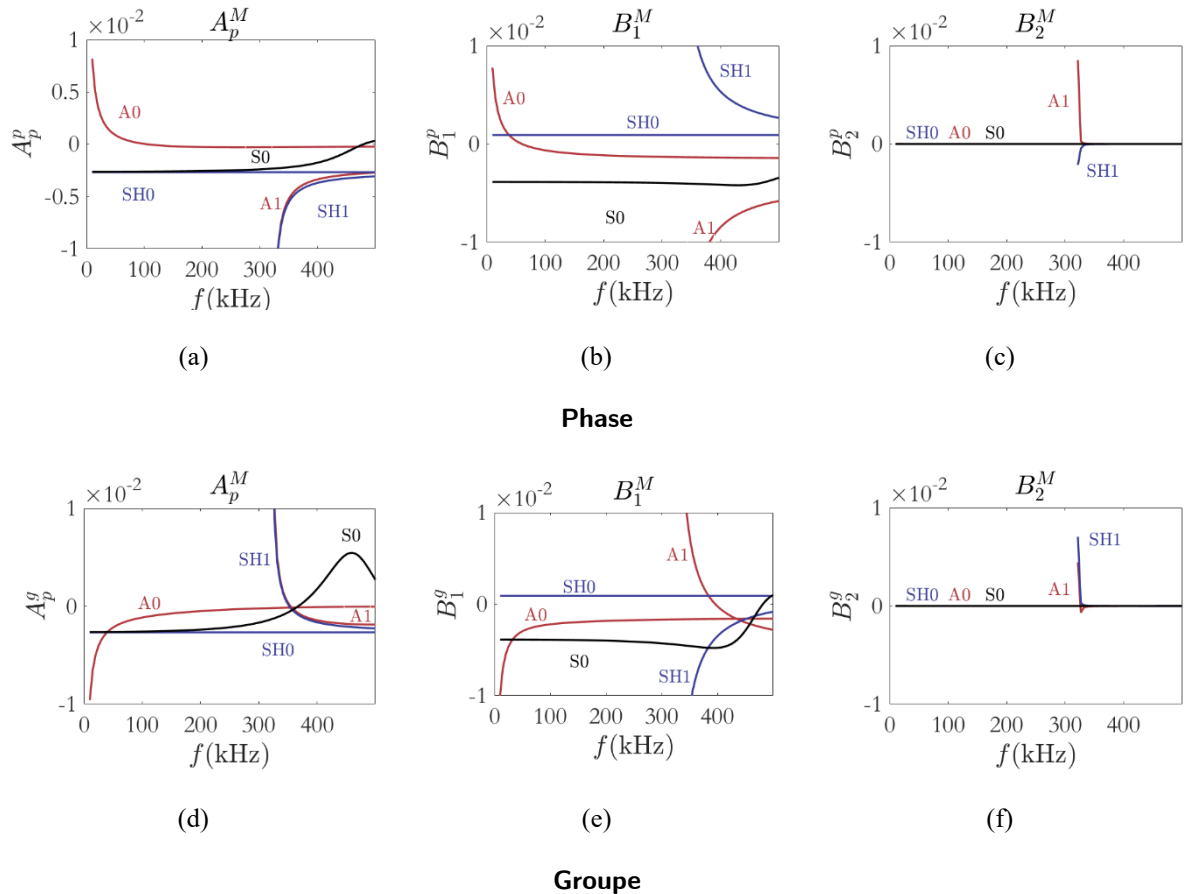 ×10⁻² A_p^M
1
0.5
0
-0.5
-1
A_p^p
A0
S0
SH0
A1
SH1
0 100 200 300 400
f(kHz)
(a)
×10⁻² B_1^M
1
0
-1
B_1^p
A0
SH1
SH0
S0
A1
0 100 200 300 400
f(kHz)
(b)
×10⁻² B_2^M
1
0
-1
B_2^p
A1
SH0 A0 S0
SH1
0 100 200 300 400
f(kHz)
(c)
Phase
×10⁻² A_p^M
1
0
-1
A_p^g
S0
SH1
A0
A1
SH0
0 100 200 300 400
f(kHz)
(d)
×10⁻² B_1^M
1
0
-1
B_1^g
A1
SH0
A0
S0
SH1
0 100 200 300 400
f(kHz)
(e)
×10⁻² B_2^M
1
0
-1
B_2^g
SH1
SH0 A0 S0 A1
0 100 200 300 400
f(kHz)
(f)
Groupe